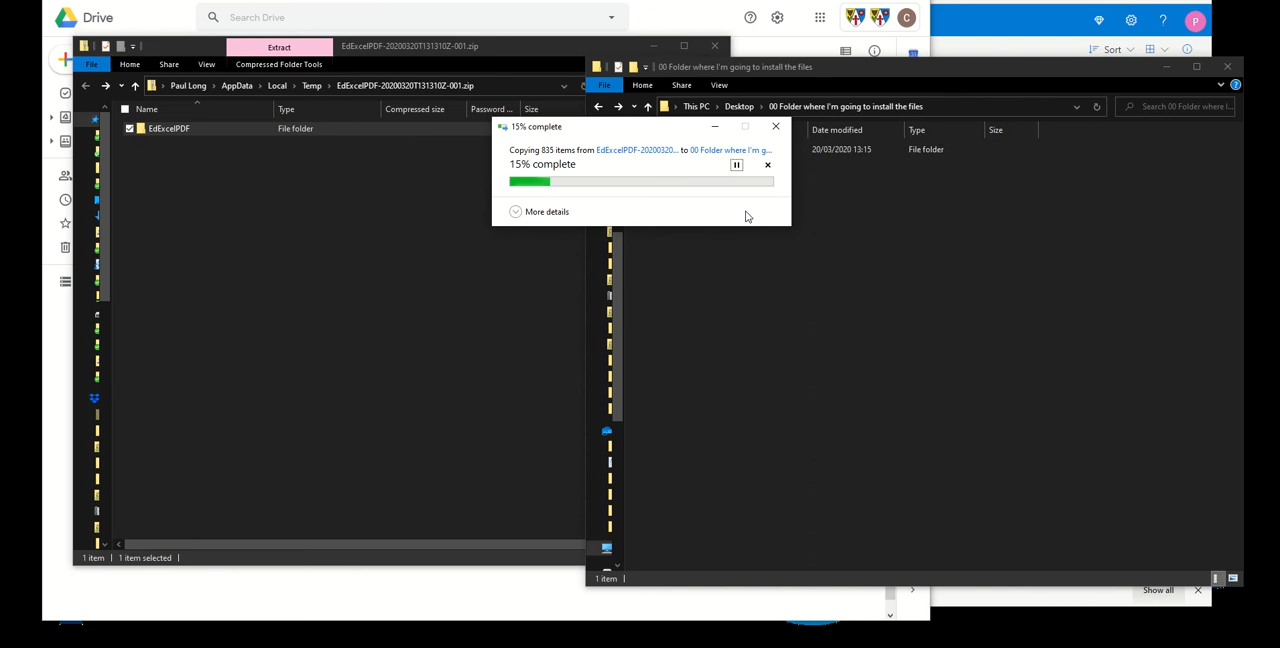 Drive
Search Drive
C
P
Extract
EdExcelPDF-20200320T131310Z-001.zip
File Home Share View Compressed Folder Tools
Sort
Paul Long › AppData › Local › Temp › EdExcelPDF-20200320T131310Z-001.zip
Name Type Compressed size Password ... Size
EdExcelPDF File folder
00 Folder where I'm going to install the files
File Home Share View
This PC › Desktop › 00 Folder where I'm going to install the files
Search 00 Folder where I...
Date modified Type Size
20/03/2020 13:15 File folder
15% complete
Copying 835 items from EdExcelPDF-20200320... to 00 Folder where I'm g...
15% complete
More details
1 item 1 item selected
1 item
Show all